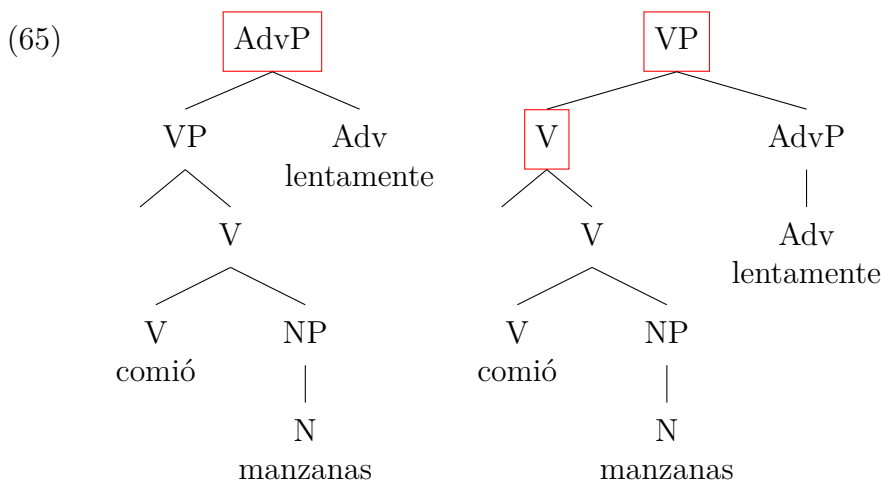 (65) AdvP VP
VP Adv V AdvP
lentamente
V V Adv
lentamente
V NP V NP
comió comió
N N
manzanas manzanas